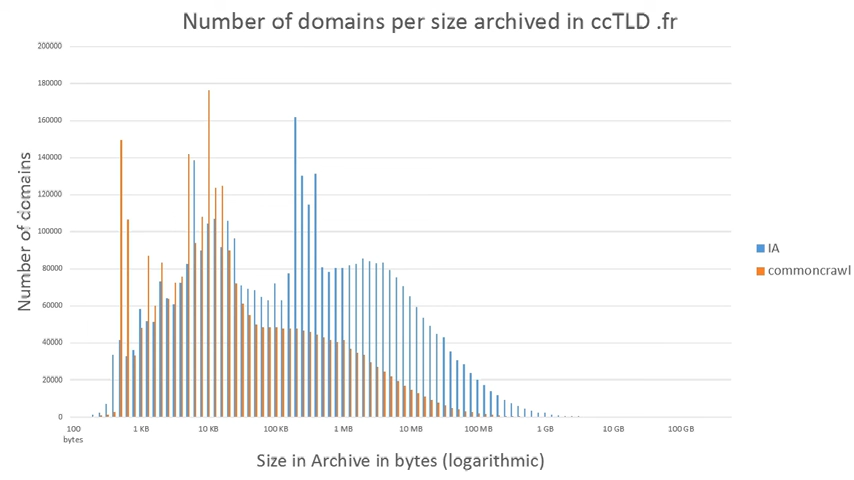 Number of domains per size archived in ccTLD .fr
200000
180000
160000
140000
120000
100000
80000
60000
40000
20000
0
Number of domains
100
bytes
1 KB
10 KB
100 KB
1 MB
10 MB
100 MB
1 GB
10 GB
100 GB
Size in Archive in bytes (logarithmic)
IA
commoncrawl